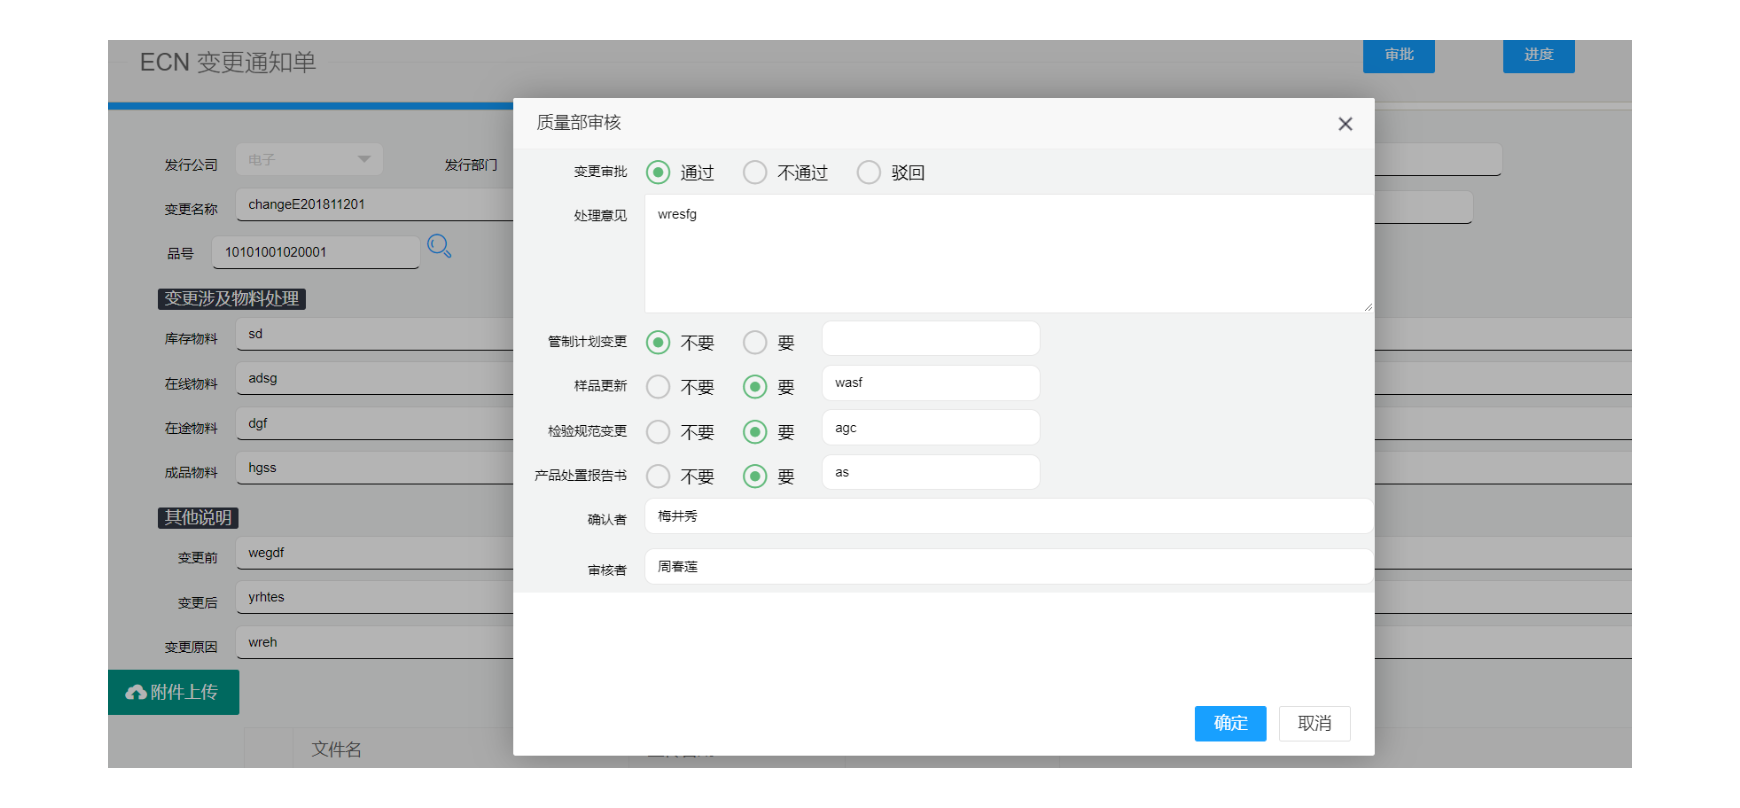 ECN 变更通知单
审批
进度
质量部审核
发行公司 电子
发行部门
变更审批 通过 不通过 驳回
变更名称 changeE201811201
处理意见 wresfg
品号 10101001020001
变更涉及物料处理
库存物料 sd
管制计划变更 不要 要
在线物料 adsg
样品更新 不要 要 wasf
在途物料 dgf
检验规范变更 不要 要 agc
成品物料 hgss
产品处置报告书 不要 要 as
其他说明
确认者 梅井秀
变更前 wegdf
审核者 周春莲
变更后 yrhtes
变更原因 wreh
附件上传
确定 取消
文件名